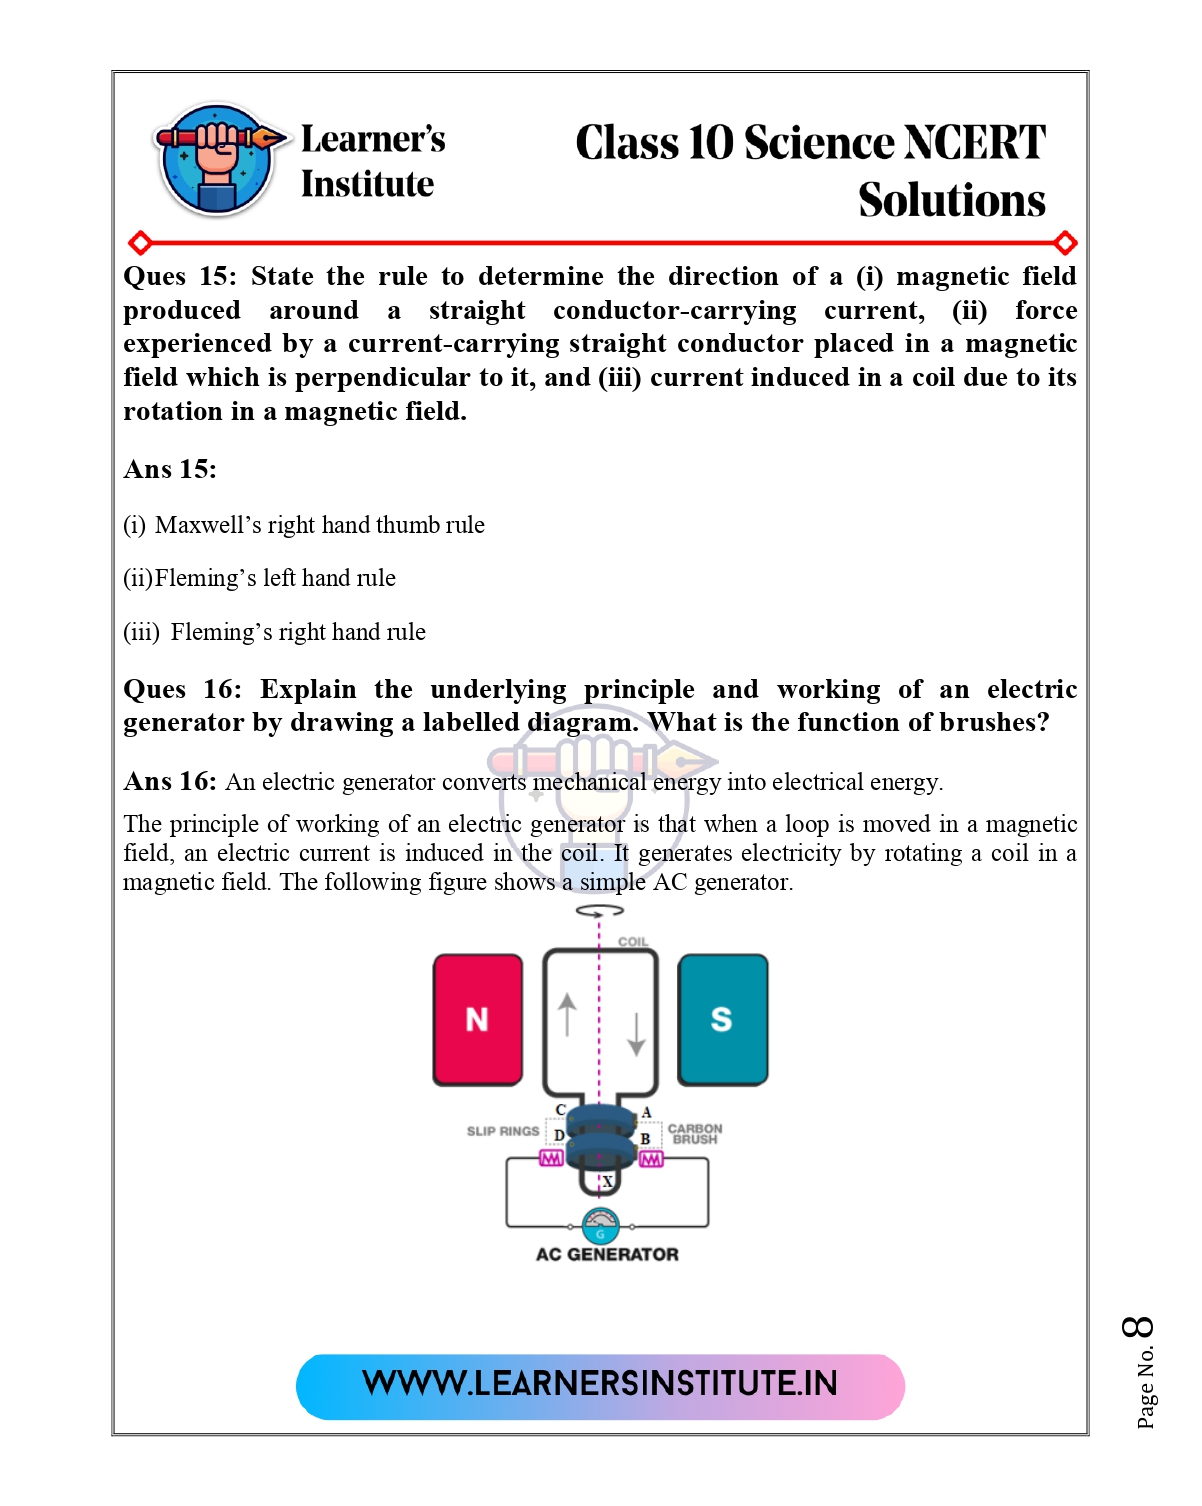 Learner's
Institute
Class 10 Science NCERT
Solutions
Ques 15: State the rule to determine the direction of a (i) magnetic field
produced around a straight conductor-carrying current, (ii) force
experienced by a current-carrying straight conductor placed in a magnetic
field which is perpendicular to it, and (iii) current induced in a coil due to its
rotation in a magnetic field.
Ans 15:
(i) Maxwell's right hand thumb rule
(ii)Fleming's left hand rule
(iii) Fleming's right hand rule
Ques 16: Explain the underlying principle and working of an electric
generator by drawing a labelled diagram. What is the function of brushes?
Ans 16: An electric generator converts mechanical energy into electrical energy.
The principle of working of an electric generator is that when a loop is moved in a magnetic
field, an electric current is induced in the coil. It generates electricity by rotating a coil in a
magnetic field. The following figure shows a simple AC generator.
COIL
N
S
C
A
SLIP RINGS
D
B
CARBON
BRUSH
X
G
AC GENERATOR
WWW.LEARNERSINSTITUTE.IN
Page No. 8